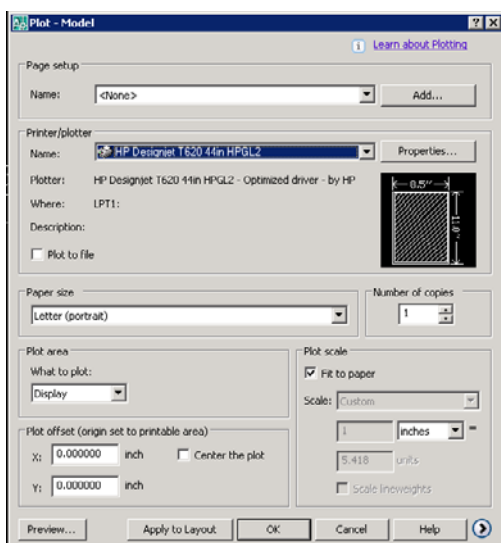 Plot - Model
Learn about Plotting
Page setup
Name: <None> Add...
Printer/plotter
Name: HP Designjet T620 44in HPGL2 Properties...
Plotter: HP Designjet T620 44in HPGL2 - Optimized driver - by HP
Where: LPT1:
Description:
Plot to file
8.5"
11.0"
Paper size
Letter (portrait)
Number of copies
1
Plot area
What to plot:
Display
Plot offset (origin set to printable area)
X: 0.000000 inch Center the plot
Y: 0.000000 inch
Plot scale
Fit to paper
Scale: Custom
1 inches =
5.418 units
Scale lineweights
Preview... Apply to Layout OK Cancel Help